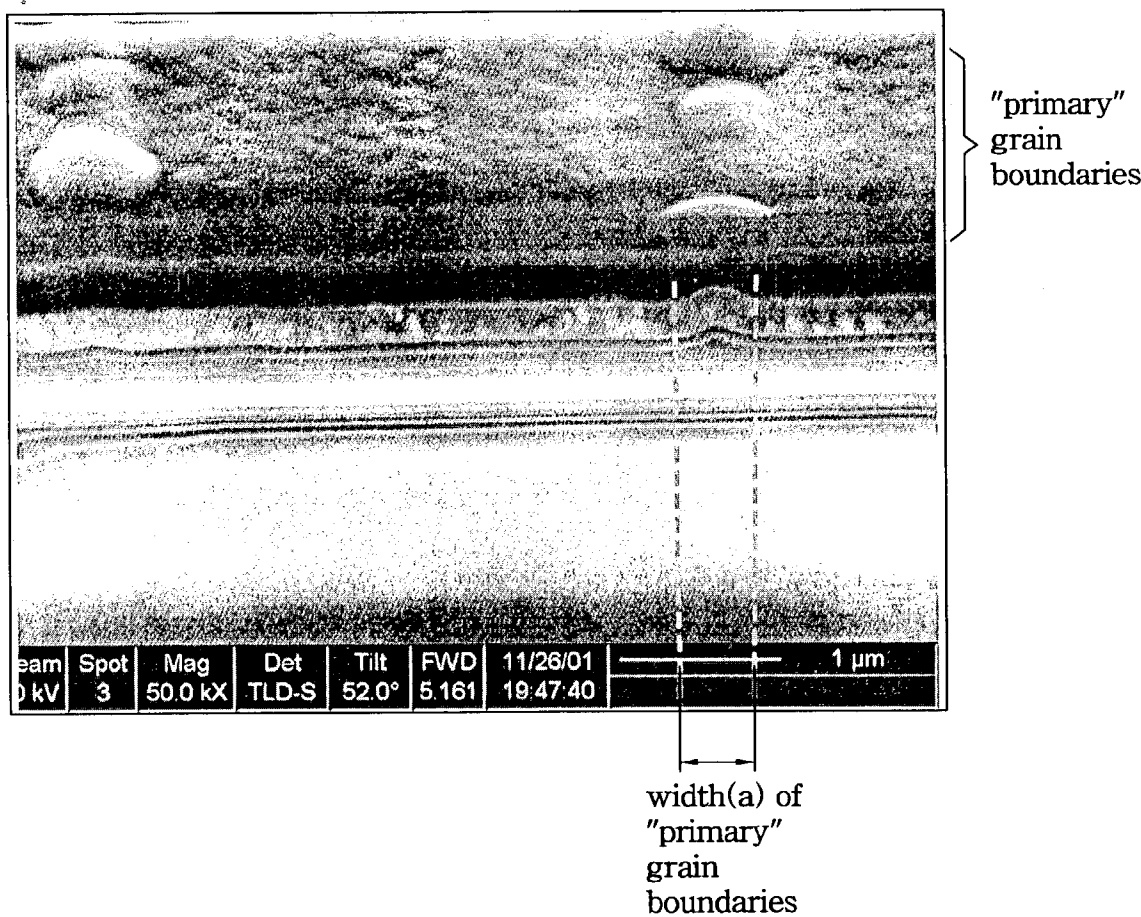 "primary"
grain
boundaries
Spot Mag Det Tilt FWD 11/26/01 1 µm
kV 3 50.0 kX TLD-S 52.0° 5.161 19:47:40
width(a) of
"primary"
grain
boundaries